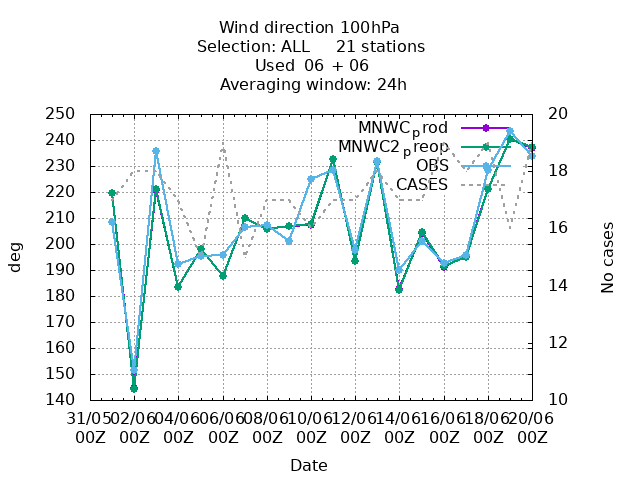 Wind direction 100hPa
Selection: ALL 21 stations
Used 06 + 06
Averaging window: 24h
250
240
230
220
210
200
190
180
170
160
150
140
20
18
16
14
12
10
MNWCprod
MNWC2preop
OBS
CASES
deg
No cases
31/05 02/06 04/06 06/06 08/06 10/06 12/06 14/06 16/06 18/06 20/06
00Z 00Z 00Z 00Z 00Z 00Z 00Z 00Z 00Z 00Z 00Z
Date